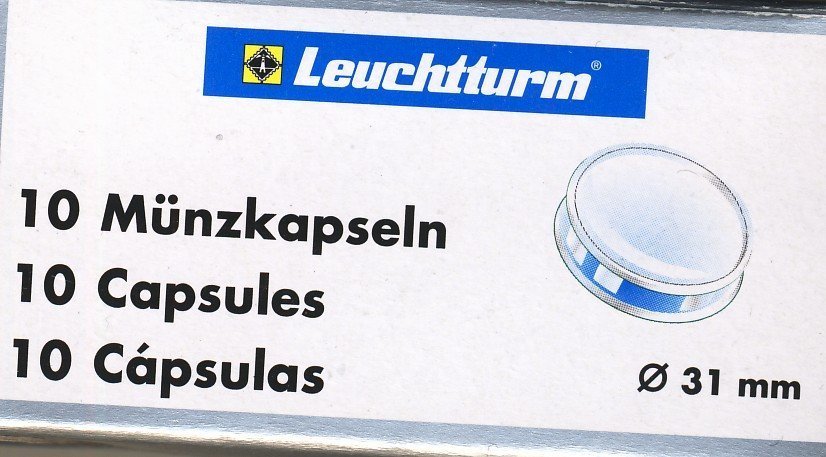 Leuchtturm®
10 Münzkapseln
10 Capsules
10 Cápsulas
Ø 31 mm